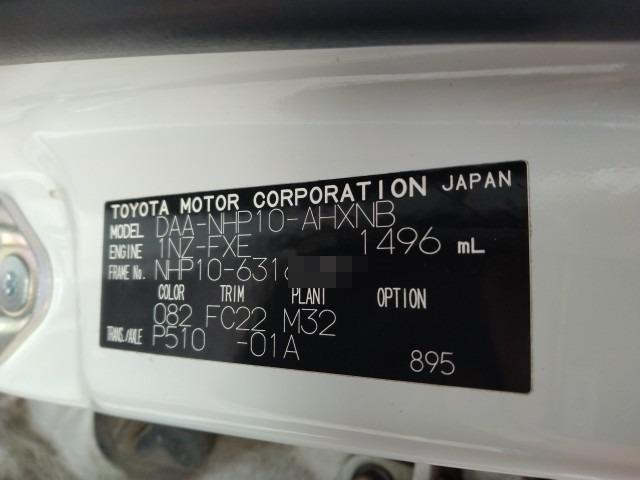 TOYOTA MOTOR CORPORATION JAPAN
MODEL DAA-NHP10-AHXNB
ENGINE 1NZ-FXE 1496 mL
FRAME No. NHP10-6316
COLOR TRIM PLANT OPTION
082 FC22 M32
TRANS./AXLE P510 -01A
895